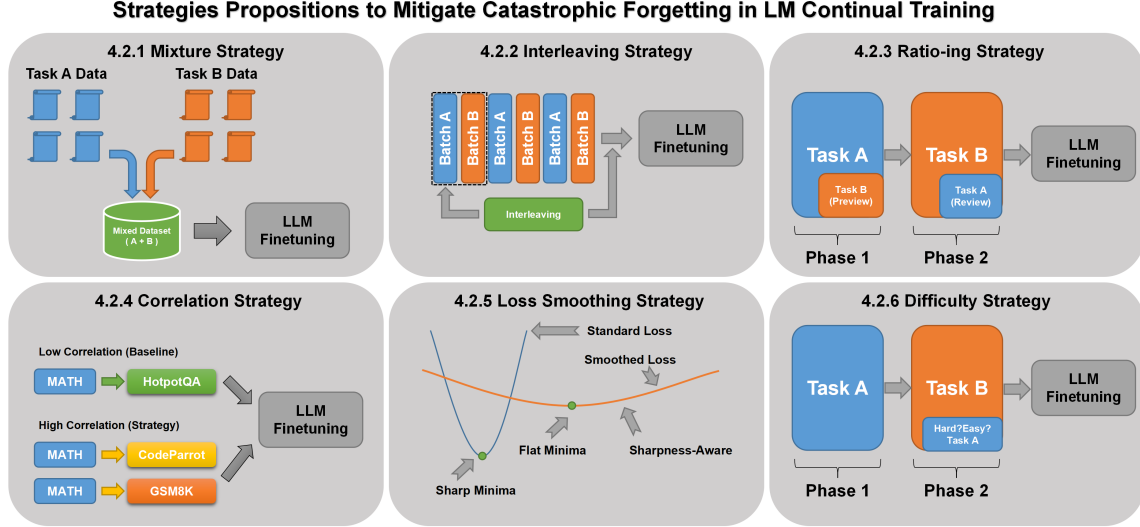 Strategies Propositions to Mitigate Catastrophic Forgetting in LM Continual Training
4.2.1 Mixture Strategy
Task A Data
Task B Data
Mixed Dataset
( A + B )
LLM
Finetuning
4.2.2 Interleaving Strategy
Batch A
Batch B
Batch A
Batch B
Batch A
Batch B
Interleaving
LLM
Finetuning
4.2.3 Ratio-ing Strategy
Task A
Task B
(Preview)
Task B
Task A
(Review)
LLM
Finetuning
Phase 1
Phase 2
4.2.4 Correlation Strategy
Low Correlation (Baseline)
MATH
HotpotQA
High Correlation (Strategy)
MATH
CodeParrot
MATH
GSM8K
LLM
Finetuning
4.2.5 Loss Smoothing Strategy
Standard Loss
Smoothed Loss
Flat Minima
Sharpness-Aware
Sharp Minima
4.2.6 Difficulty Strategy
Task A
Task B
Hard?Easy?
Task A
LLM
Finetuning
Phase 1
Phase 2